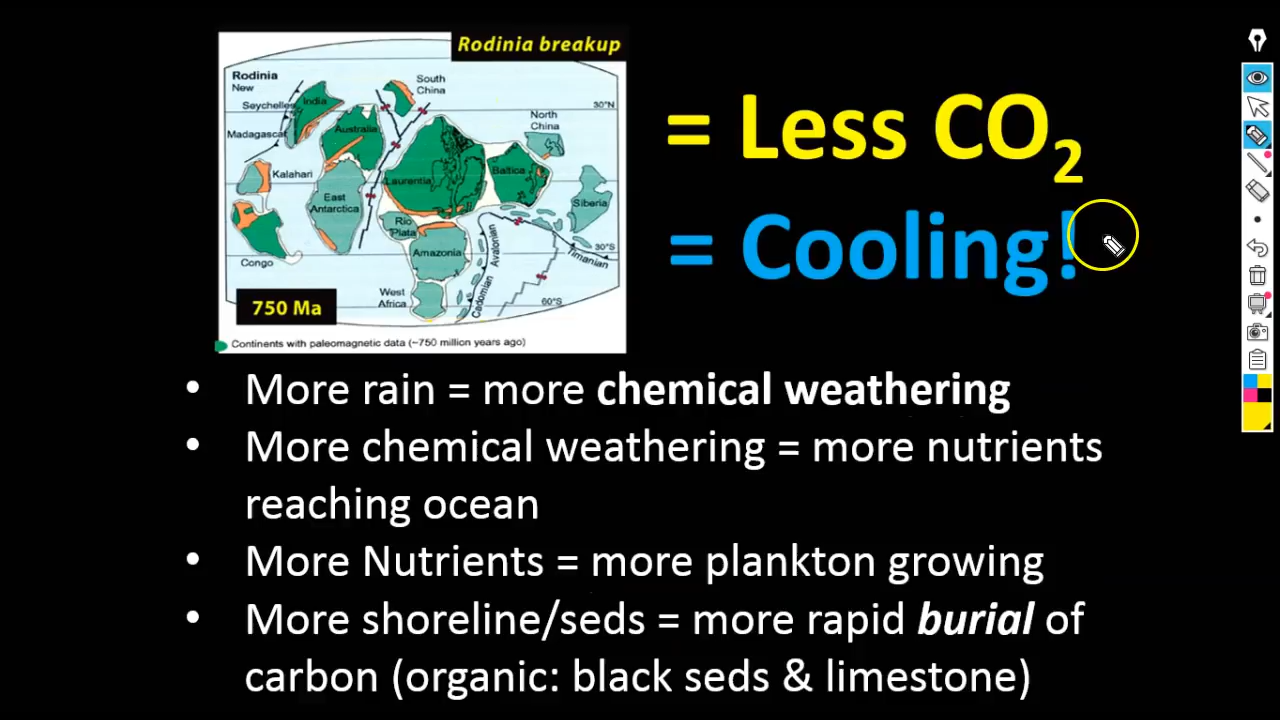 Rodinia breakup
Rodinia
New
South
China
Seychelles
India
30°N
North
China
Madagascar
Australia
Kalahari
Laurentia
Baltica
East
Antarctica
Siberia
Rio
Plata
Congo
Amazonia
Avalonian
30°S
Timanian
West
Africa
Cadomian
60°S
750 Ma
Continents with paleomagnetic data (~750 million years ago)
= Less CO₂
= Cooling!
• More rain = more chemical weathering
• More chemical weathering = more nutrients
reaching ocean
• More Nutrients = more plankton growing
• More shoreline/seds = more rapid burial of
carbon (organic: black seds & limestone)